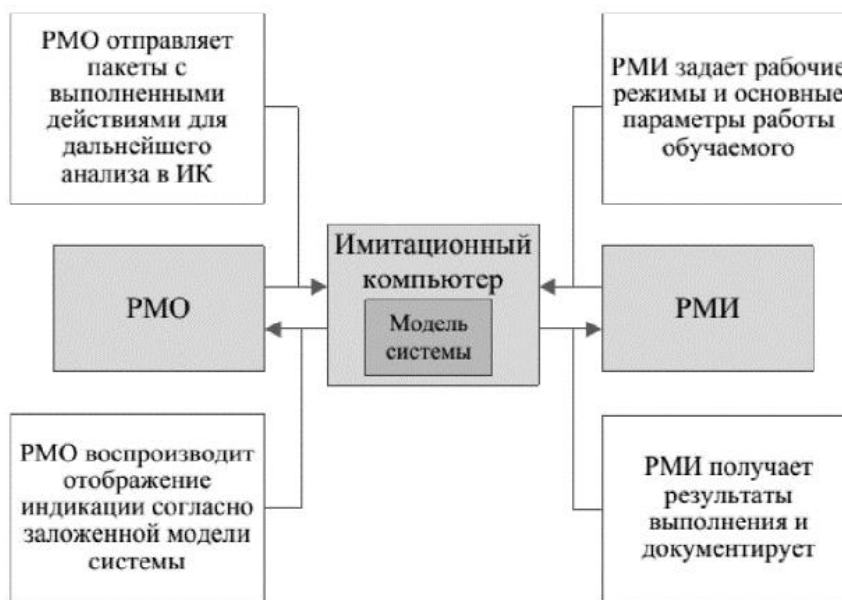 РМО отправляет
пакеты с
выполненными
действиями для
дальнейшего
анализа в ИК
РМИ задает рабочие
режимы и основные
параметры работы
обучаемого
РМО
Имитационный
компьютер
Модель
системы
РМИ
РМО воспроизводит
отображение
индикации согласно
заложенной модели
системы
РМИ получает
результаты
выполнения и
документирует